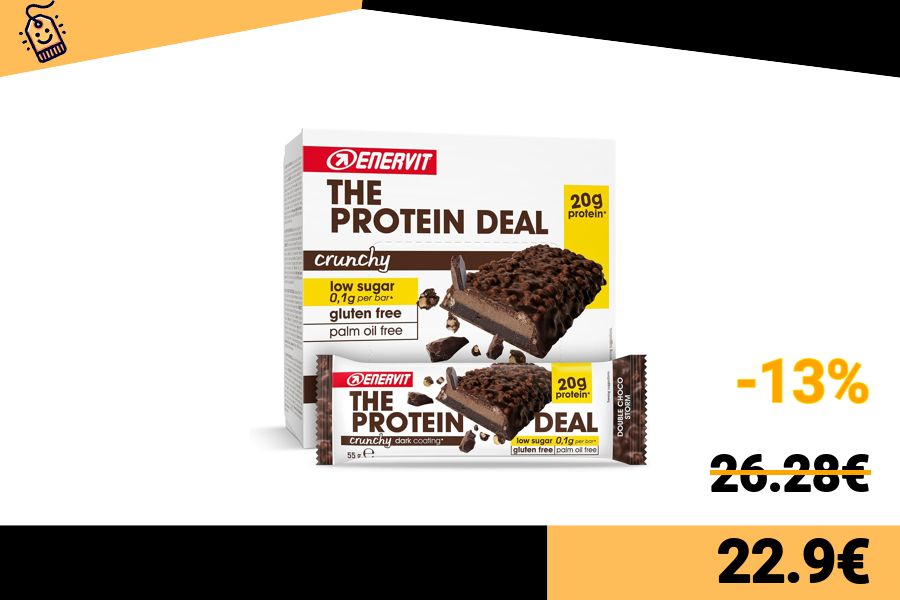 ENERVIT
THE
PROTEIN DEAL
20g
protein*
crunchy
low sugar
0,1g per bar*
gluten free
palm oil free
ENERVIT
THE
PROTEIN DEAL
20g
protein*
crunchy dark coating*
low sugar 0,1g per bar*
gluten free palm oil free
55 g ℮
DOUBLE CHOCO
STORM
-13%
26.28€
22.9€